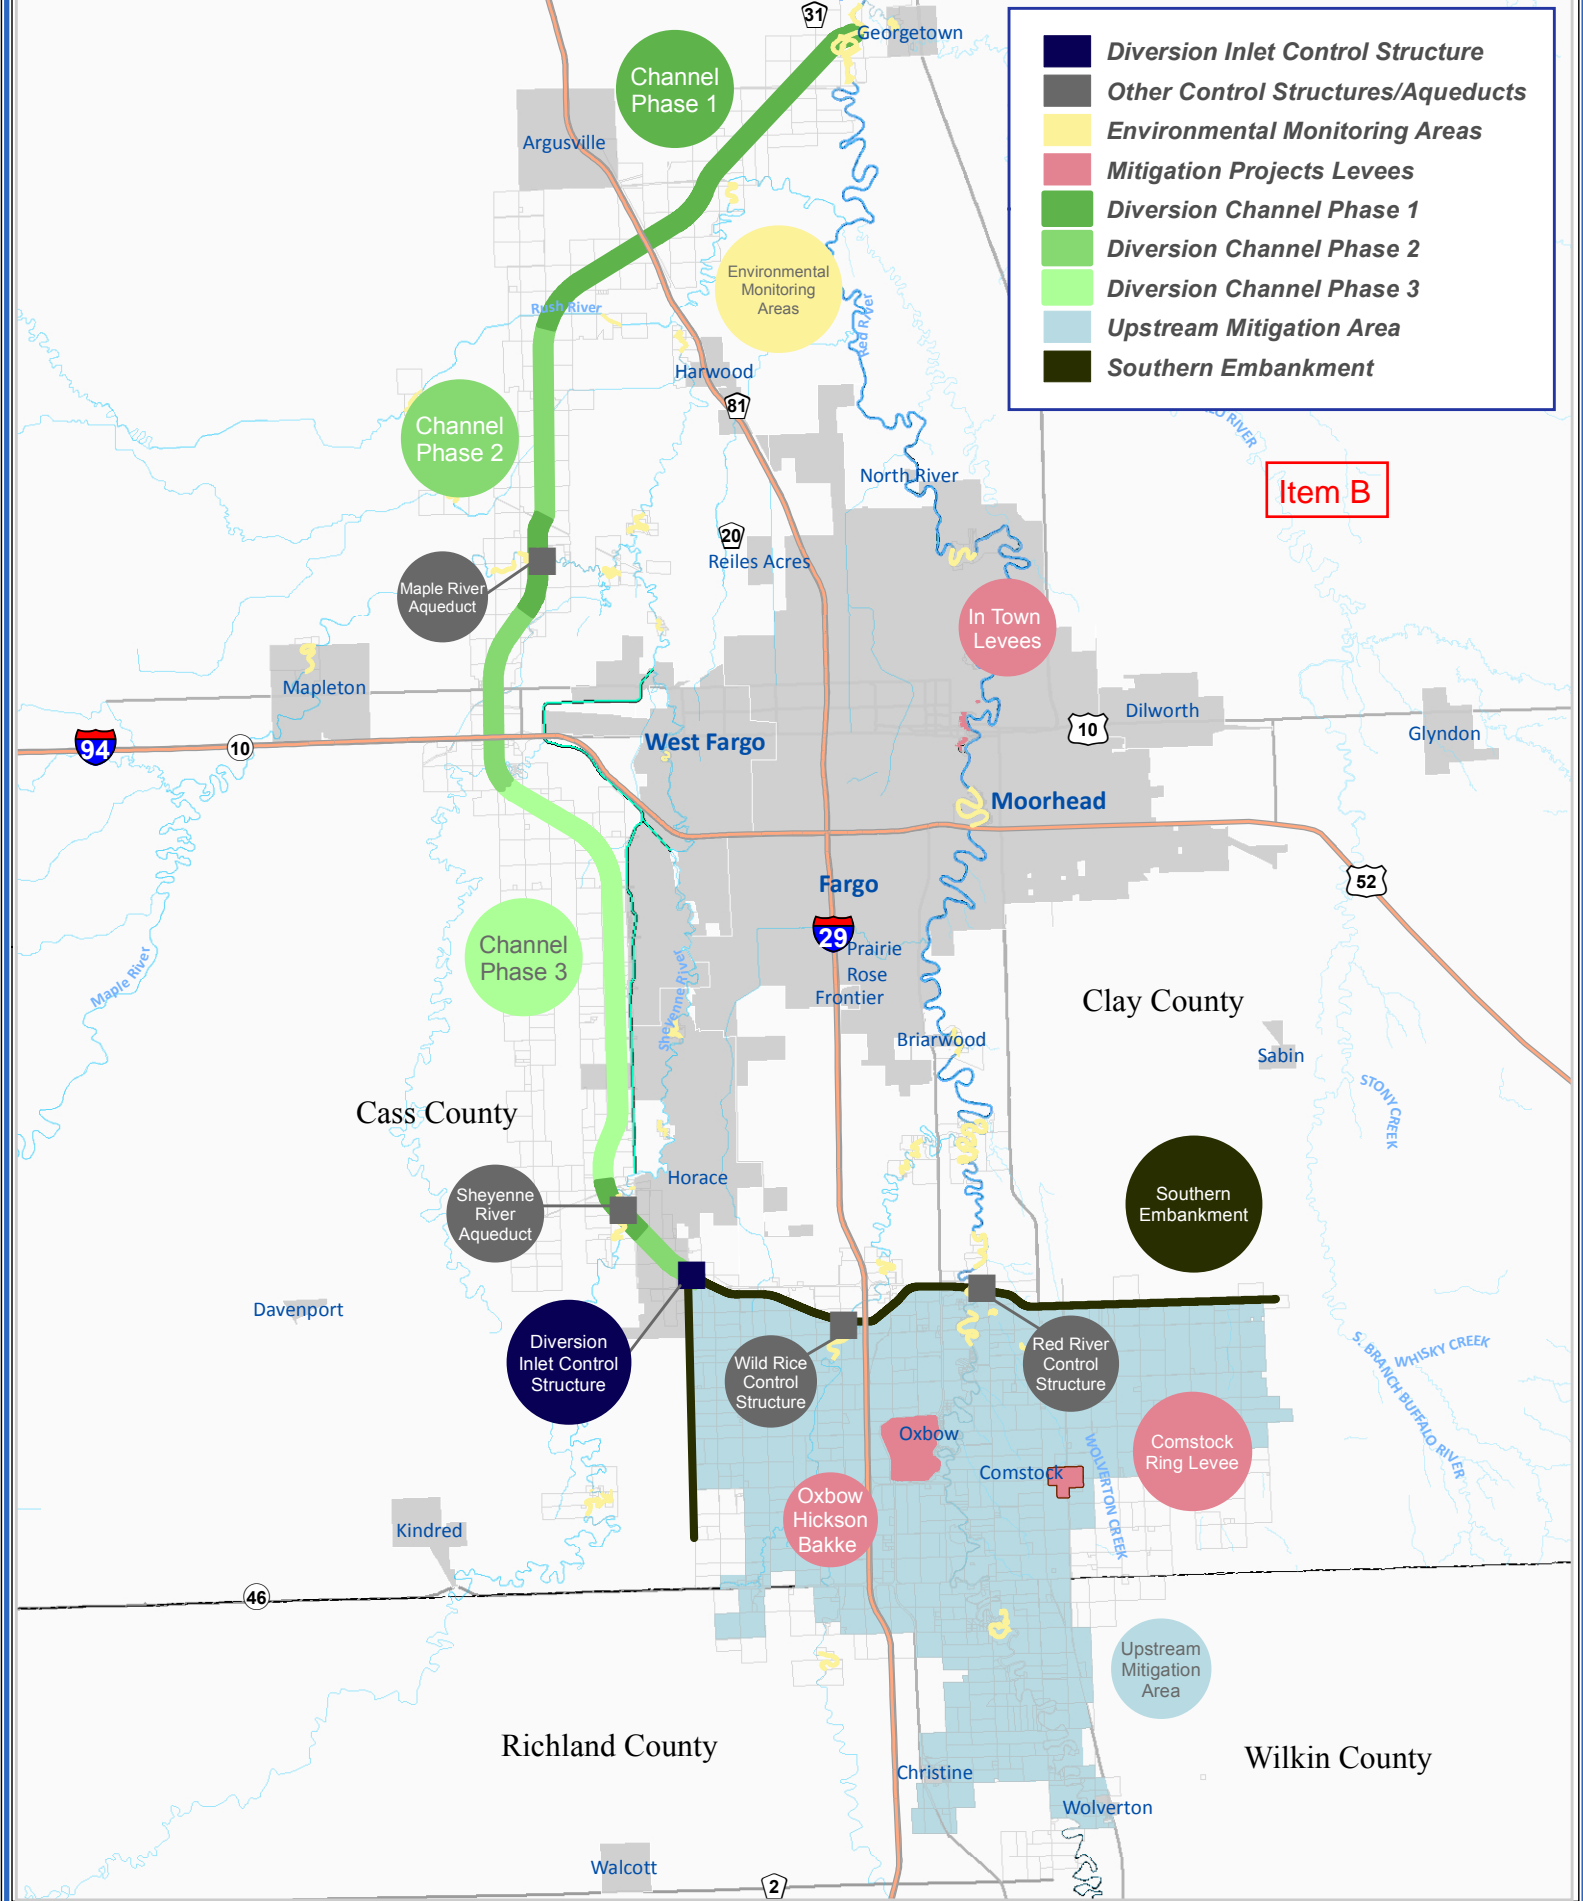 31
Georgetown
Channel
Phase 1
Argusville
Diversion Inlet Control Structure
Other Control Structures/Aqueducts
Environmental Monitoring Areas
Mitigation Projects Levees
Diversion Channel Phase 1
Diversion Channel Phase 2
Diversion Channel Phase 3
Upstream Mitigation Area
Southern Embankment
Environmental
Monitoring
Areas
Rush River
Red River
Harwood
81
Channel
Phase 2
RIVER
North River
Item B
20
Reiles Acres
Maple River
Aqueduct
In Town
Levees
Mapleton
Dilworth
10
Glyndon
94
10
West Fargo
Moorhead
Fargo
52
29
Prairie
Rose
Frontier
Channel
Phase 3
Maple River
Sheyenne River
Clay County
Briarwood
Sabin
STONY CREEK
Cass County
Horace
Sheyenne
River
Aqueduct
Southern
Embankment
Davenport
Diversion
Inlet Control
Structure
Wild Rice
Control
Structure
Red River
Control
Structure
WHISKY CREEK
S. BRANCH BUFFALO RIVER
Oxbow
Comstock
WOLVERTON CREEK
Comstock
Ring Levee
Oxbow
Hickson
Bakke
Kindred
46
Upstream
Mitigation
Area
Richland County
Wilkin County
Christine
Wolverton
Walcott
2